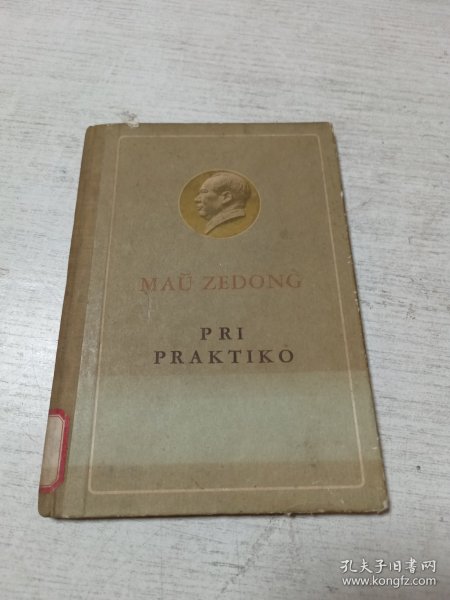 MAŬ ZEDONG
PRI
PRAKTIKO
孔夫子旧书网
www.kongfz.com